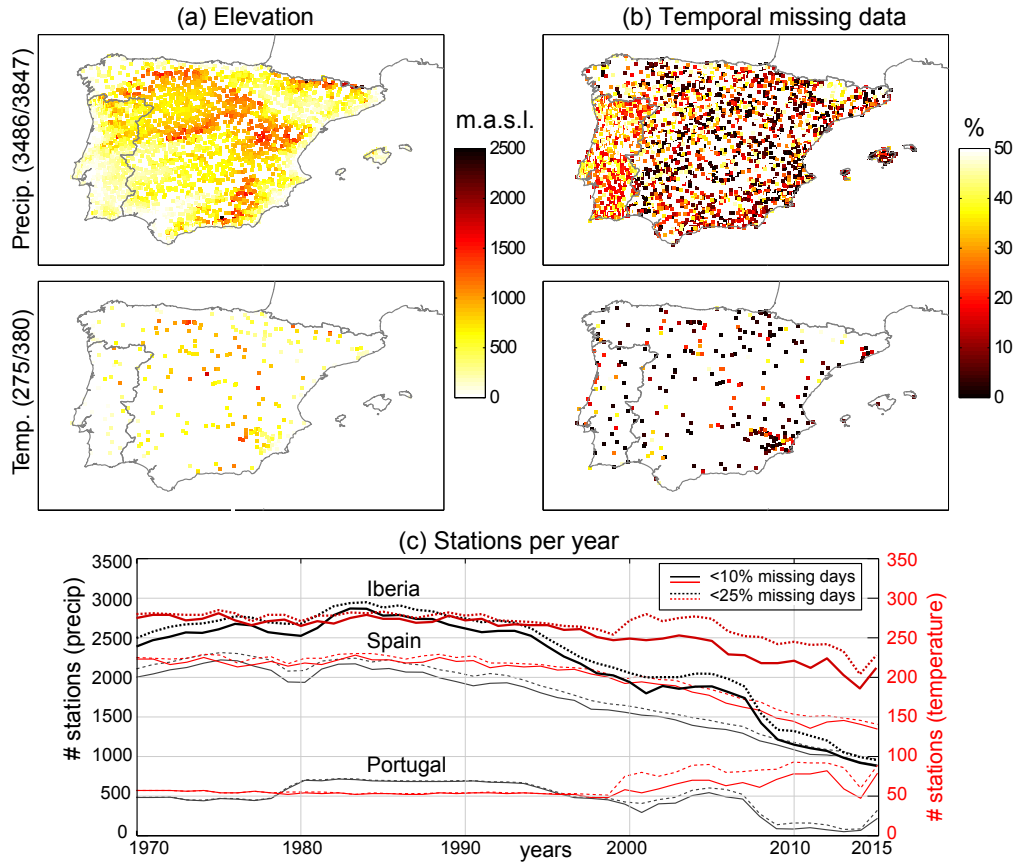 (a) Elevation
(b) Temporal missing data
Precip. (3486/3847)
m.a.s.l.
2500
2000
1500
1000
500
0
%
50
40
30
20
10
0
Temp. (275/380)
(c) Stations per year
# stations (precip)
3500
3000
2500
2000
1500
1000
500
0
Iberia
Spain
Portugal
<10% missing days
<25% missing days
350
300
250
200
150
100
50
0
# stations (temperature)
1970
1980
1990
2000
2010
2015
years